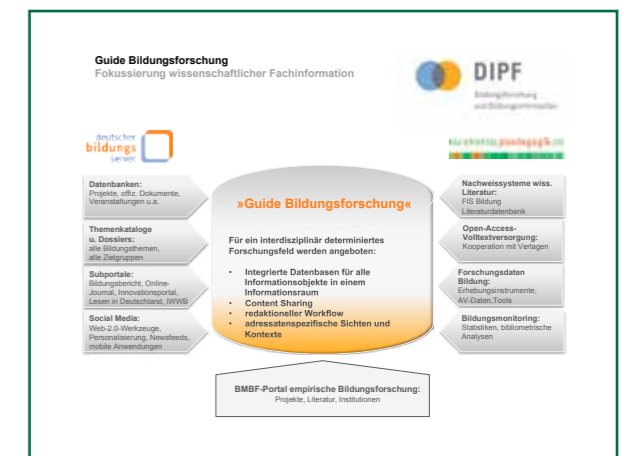 Guide Bildungsforschung
Fokussierung wissenschaftlicher Fachinformation
DIPF
Bildungsforschung
und Bildungsinformation
deutscher
bildungs
server
Datenbanken:
Projekte, offiz. Dokumente,
Veranstaltungen u.a.
Themenkataloge
u. Dossiers:
alle Bildungsthemen,
alle Zielgruppen
Subportale:
Bildungsbericht, Online-
Journal, Innovationsportal,
Lesen in Deutschland, IWWB
Social Media:
Web-2.0-Werkzeuge,
Personalisierung, Newsfeeds,
mobile Anwendungen
»Guide Bildungsforschung«
Für ein interdisziplinär determiniertes
Forschungsfeld werden angeboten:
• Integrierte Datenbasen für alle
Informationsobjekte in einem
Informationsraum
• Content Sharing
• redaktioneller Workflow
• adressatenspezifische Sichten und
Kontexte
Nachweissysteme wiss.
Literatur:
FIS Bildung
Literaturdatenbank
Open-Access-
Volltextversorgung:
Kooperation mit Verlagen
Forschungsdaten
Bildung:
Erhebungsinstrumente,
AV-Daten,Tools
Bildungsmonitoring:
Statistiken, bibliometrische
Analysen
BMBF-Portal empirische Bildungsforschung:
Projekte, Literatur, Institutionen